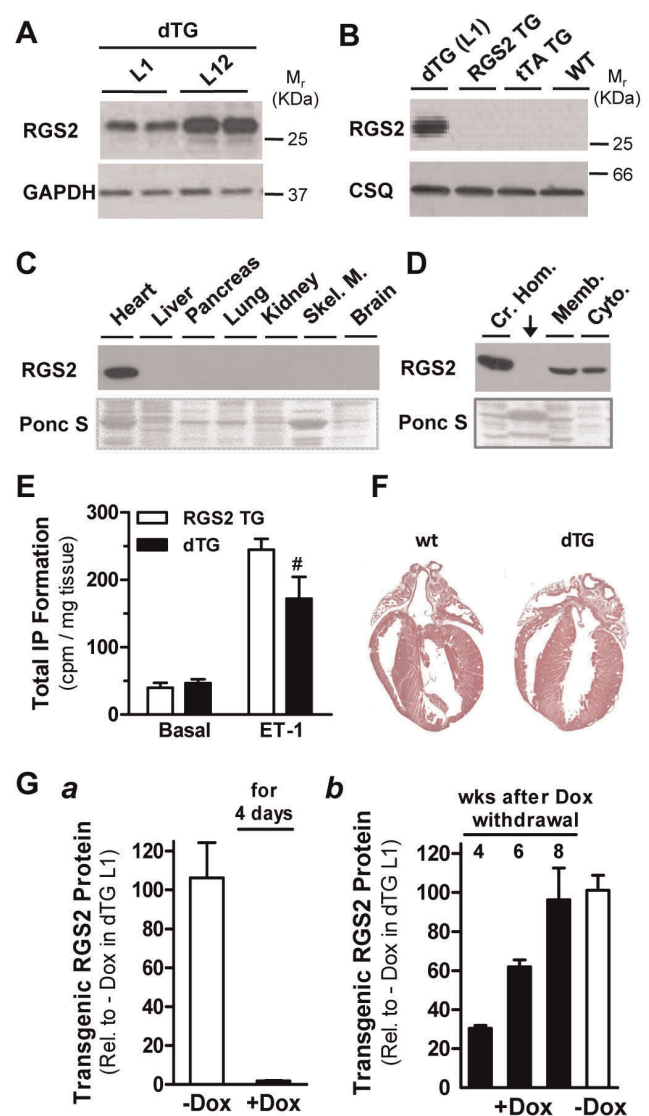 A
dTG
L1 L12
Mr
(KDa)
RGS2
25
GAPDH
37
B
dTG (L1) RGS2 TG tTA TG WT
Mr
(KDa)
RGS2
25
66
CSQ
C
Heart Liver Pancreas Lung Kidney Skel. M. Brain
RGS2
Ponc S
D
Cr. Hom. Memb. Cyto.
RGS2
Ponc S
E
Total IP Formation
(cpm / mg tissue)
300
200
100
0
RGS2 TG
dTG
#
Basal ET-1
F
wt dTG
G a
for
4 days
Transgenic RGS2 Protein
(Rel. to - Dox in dTG L1)
120
100
80
60
40
20
0
-Dox +Dox
b
wks after Dox
withdrawal
4 6 8
Transgenic RGS2 Protein
(Rel. to - Dox in dTG L1)
120
100
80
60
40
20
0
+Dox -Dox